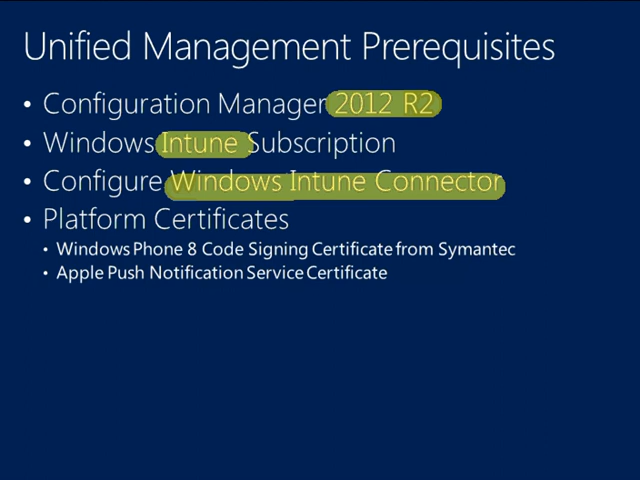 Unified Management Prerequisites
• Configuration Manager 2012 R2
• Windows Intune Subscription
• Configure Windows Intune Connector
• Platform Certificates
• Windows Phone 8 Code Signing Certificate from Symantec
• Apple Push Notification Service Certificate